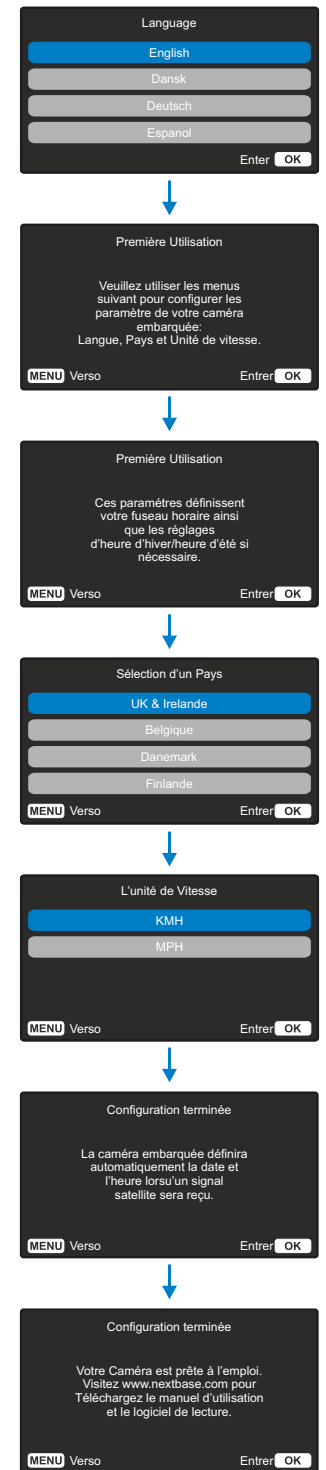 Language
English
Dansk
Deutsch
Espanol
Enter OK
Première Utilisation
Veuillez utiliser les menus
suivant pour configurer les
paramètre de votre caméra
embarquée:
Langue, Pays et Unité de vitesse.
MENU Verso Entrer OK
Première Utilisation
Ces paramétres définissent
votre fuseau horaire ainsi
que les réglages
d'heure d'hiver/heure d'été si
nécessaire.
MENU Verso Entrer OK
Sélection d'un Pays
UK & Irelande
Belgique
Danemark
Finlande
MENU Verso Entrer OK
L'unité de Vitesse
KMH
MPH
MENU Verso Entrer OK
Configuration terminée
La caméra embarquée définira
automatiquement la date et
l'heure lorsu'un signal
satellite sera reçu.
MENU Verso Entrer OK
Configuration terminée
Votre Caméra est prête à l'emploi.
Visitez www.nextbase.com pour
Téléchargez le manuel d'utilisation
et le logiciel de lecture.
MENU Verso Entrer OK